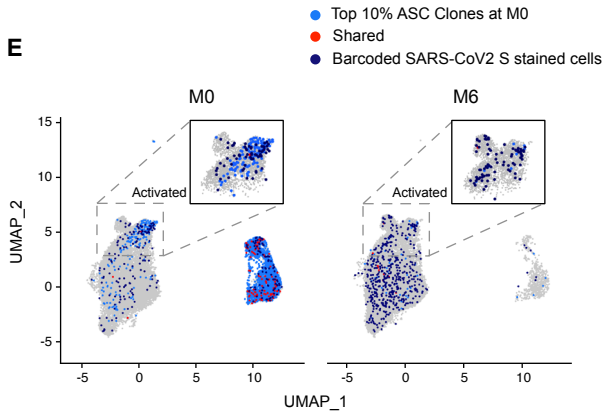 E
Top 10% ASC Clones at M0
Shared
Barcoded SARS-CoV2 S stained cells
M0
M6
15
10
5
0
-5
UMAP_2
Activated
Activated
-5 0 5 10
-5 0 5 10
UMAP_1